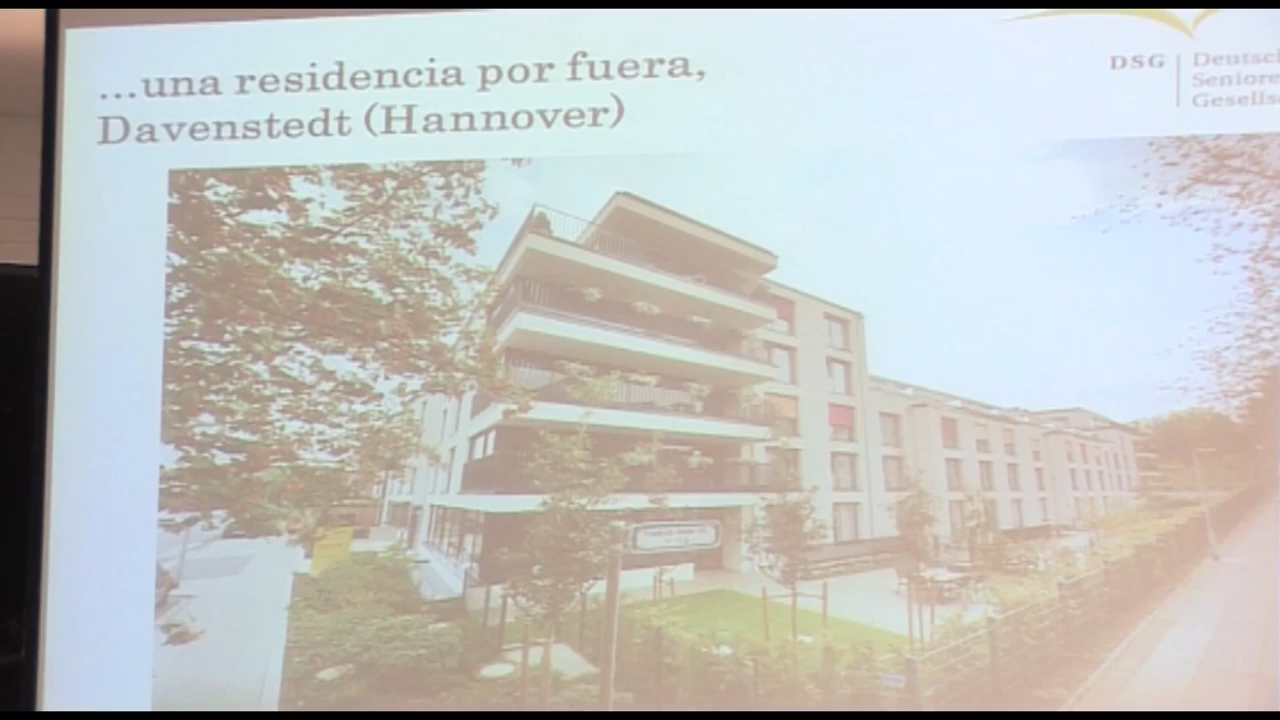 ...una residencia por fuera,
Davenstedt (Hannover)
DSG
Deutsch
Seniore
Gesells